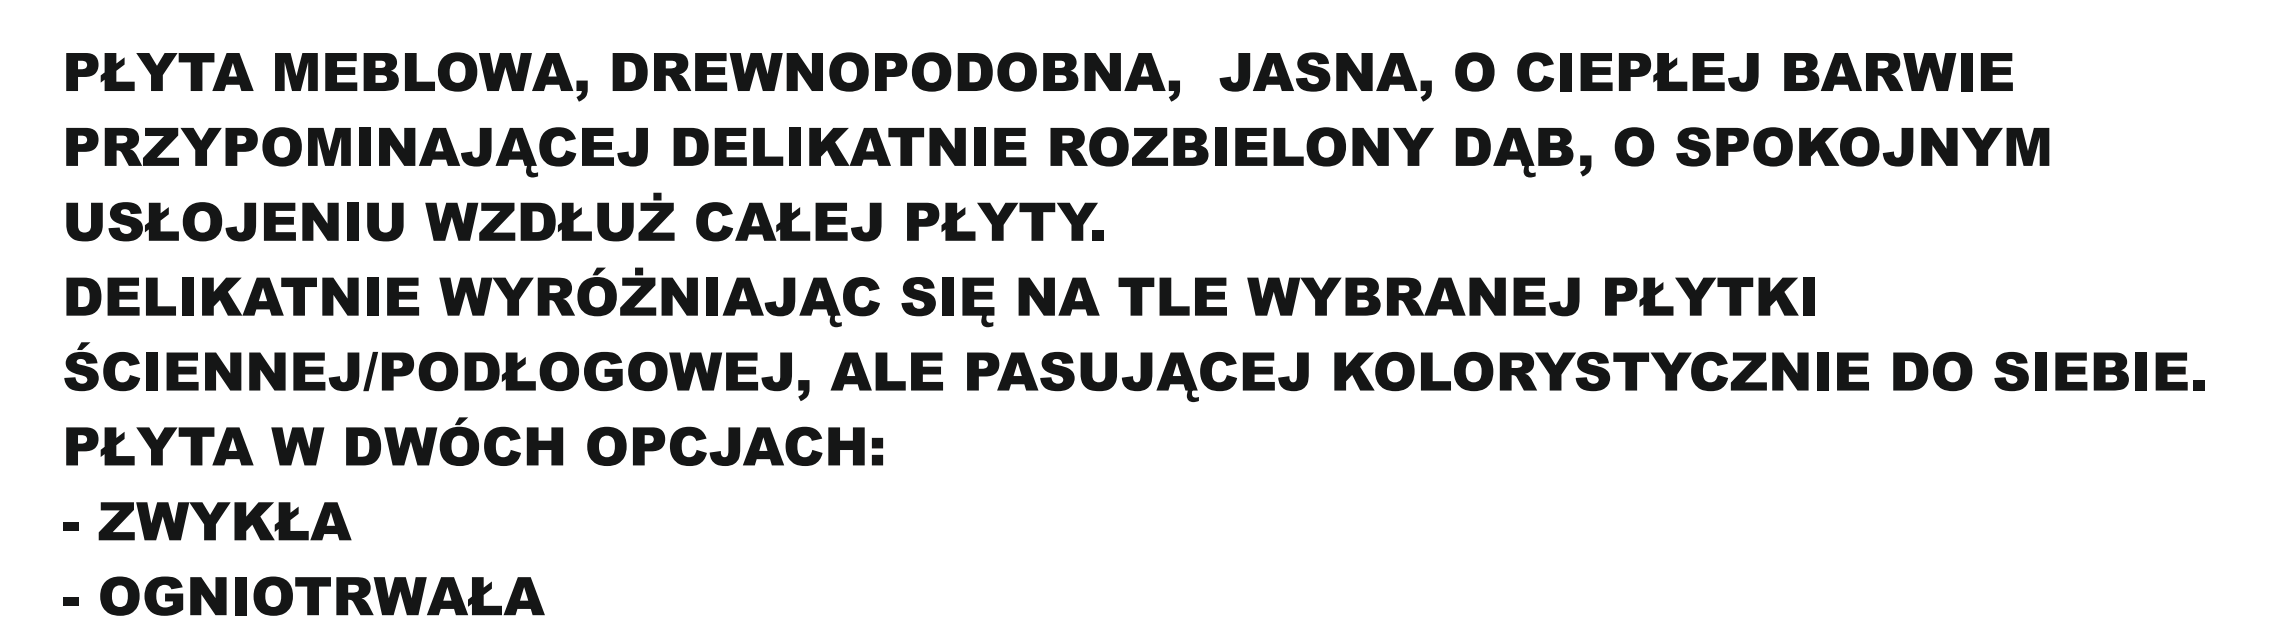 PŁYTA MEBLOWA, DREWNOPODOBNA,  JASNA, O CIEPŁEJ BARWIE
PRZYPOMINAJĄCEJ DELIKATNIE ROZBIELONY DĄB, O SPOKOJNYM
USŁOJENIU WZDŁUŻ CAŁEJ PŁYTY.
DELIKATNIE WYRÓŻNIAJĄC SIĘ NA TLE WYBRANEJ PŁYTKI
ŚCIENNEJ/PODŁOGOWEJ, ALE PASUJĄCEJ KOLORYSTYCZNIE DO SIEBIE.
PŁYTA W DWÓCH OPCJACH:
- ZWYKŁA
- OGNIOTRWAŁA